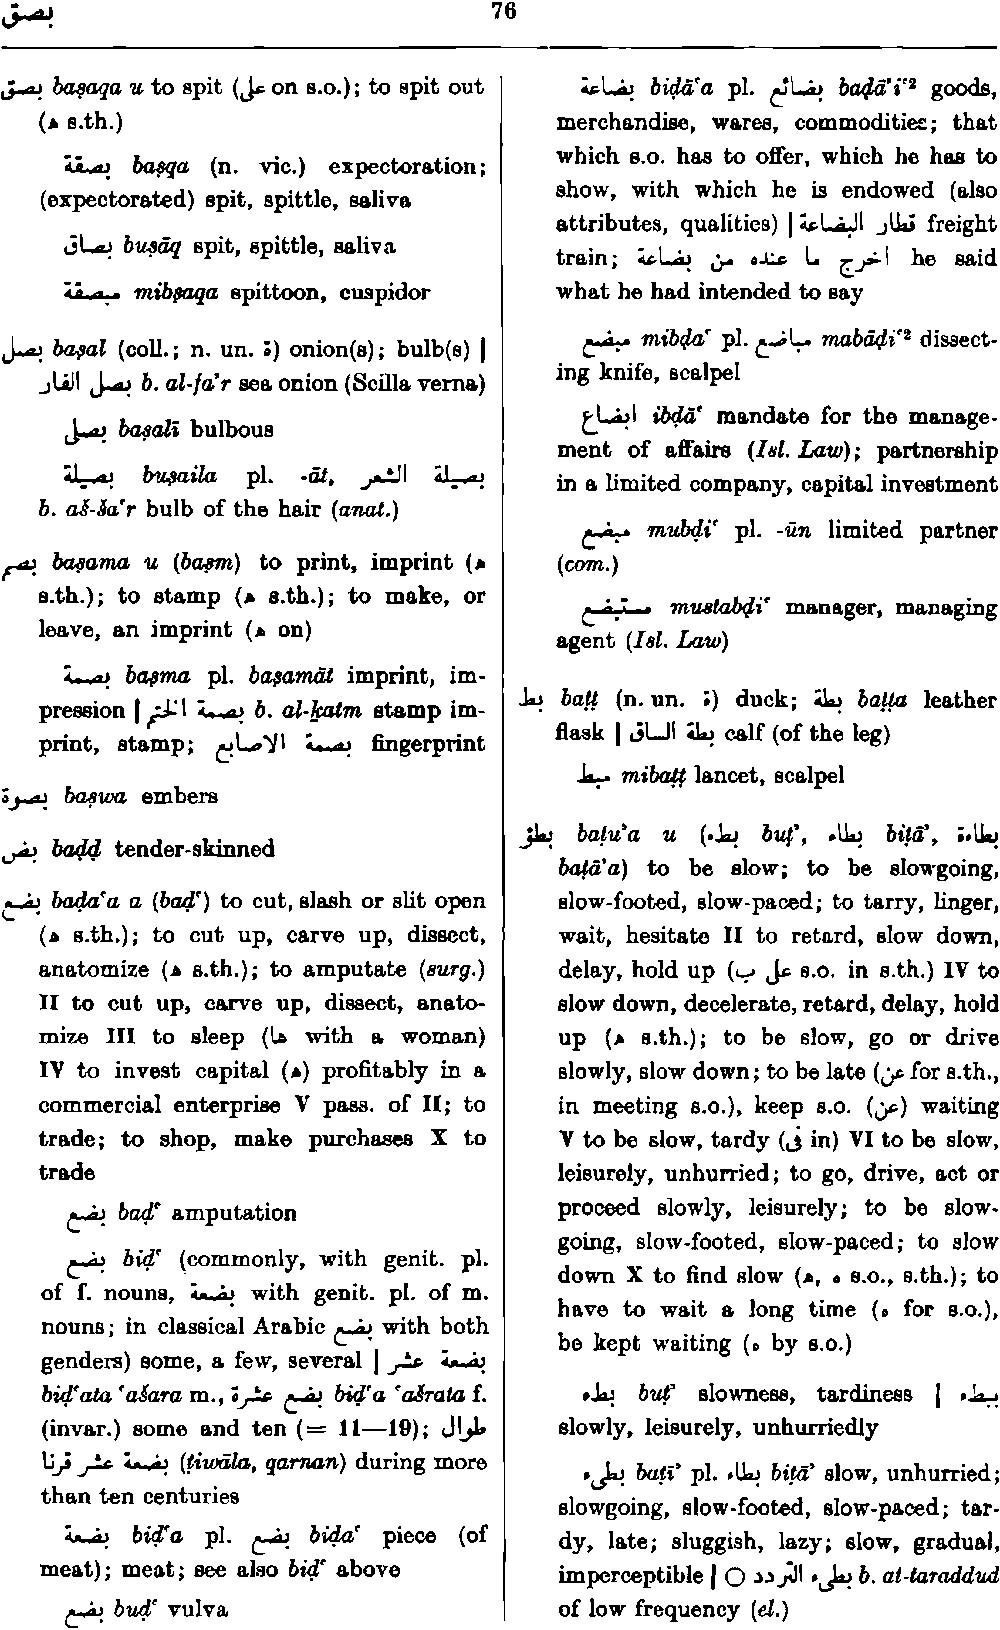 بصق
76
بصق baṣaqa u to spit (على on s.o.); to spit out
(ه s.th.)
بصقة baṣqa (n. vic.) expectoration;
(expectorated) spit, spittle, saliva
بصاق buṣāq spit, spittle, saliva
مبصقة mibṣaqa spittoon, cuspidor
بصل baṣal (coll.; n. un. ة) onion(s); bulb(s) |
بصل الفار b. al-fa’r sea onion (Scilla verna)
بصلى baṣalī bulbous
بصيلة buṣaila pl. -āt, بصيلة الشعر
b. aš-ša‘r bulb of the hair (anat.)
بصم baṣama u (baṣm) to print, imprint (ه
s.th.); to stamp (ه s.th.); to make, or
leave, an imprint (ه on)
بصمة baṣma pl. baṣamāt imprint, im-
pression | بصمة الختم b. al-ḵatm stamp im-
print, stamp; بصمة الاصابع fingerprint
بصوة baṣwa embers
بض baḍḍ tender-skinned
بضع baḍa‘a a (baḍ‘) to cut, slash or slit open
(ه s.th.); to cut up, carve up, dissect,
anatomize (ه s.th.); to amputate (surg.)
II to cut up, carve up, dissect, anato-
mize III to sleep (ها with a woman)
IV to invest capital (ه) profitably in a
commercial enterprise V pass. of II; to
trade; to shop, make purchases X to
trade
بضع baḍ‘ amputation
بضع biḍ‘ (commonly, with genit. pl.
of f. nouns, بضعة with genit. pl. of m.
nouns; in classical Arabic بضع with both
genders) some, a few, several | بضعة عشر
biḍ‘ata ‘ašara m., بضع عشرة biḍ‘a ‘ašrata f.
(invar.) some and ten (= 11—19); طوال
بضعة عشر قرنا (ṭiwāla, qarnan) during more
than ten centuries
بضعة biḍ‘a pl. بضع biḍa‘ piece (of
meat); meat; see also biḍ‘ above
بضع buḍ‘ vulva
بضاعة biḍā‘a pl. بضائع baḍā’i‘² goods,
merchandise, wares, commodities; that
which s.o. has to offer, which he has to
show, with which he is endowed (also
attributes, qualities) | قطار البضاعة freight
train; اخرج ما عنده من بضاعة he said
what he had intended to say
مبضع mibḍa‘ pl. مباضع mabāḍi‘² dissect-
ing knife, scalpel
ابضاع ibḍā‘ mandate for the manage-
ment of affairs (Isl. Law); partnership
in a limited company, capital investment
مبضع mubḍi‘ pl. -ūn limited partner
(com.)
مستبضع mustabḍi‘ manager, managing
agent (Isl. Law)
بط baṭṭ (n. un. ة) duck; بطة baṭṭa leather
flask | بطة الساق calf (of the leg)
مبط mibaṭṭ lancet, scalpel
بطؤ baṭu’a u (بطء buṭ’, بطاء biṭā’, بطاءة
baṭā’a) to be slow; to be slowgoing,
slow-footed, slow-paced; to tarry, linger,
wait, hesitate II to retard, slow down,
delay, hold up (على ب s.o. in s.th.) IV to
slow down, decelerate, retard, delay, hold
up (ه s.th.); to be slow, go or drive
slowly, slow down; to be late (عن for s.th.,
in meeting s.o.), keep s.o. (عن) waiting
V to be slow, tardy (فى in) VI to be slow,
leisurely, unhurried; to go, drive, act or
proceed slowly, leisurely; to be slow-
going, slow-footed, slow-paced; to slow
down X to find slow (ه, ه s.o., s.th.); to
have to wait a long time (ه for s.o.),
be kept waiting (ه by s.o.)
بطء buṭ’ slowness, tardiness | ببطء
slowly, leisurely, unhurriedly
بطىء baṭī’ pl. بطاء biṭā’ slow, unhurried;
slowgoing, slow-footed, slow-paced; tar-
dy, late; sluggish, lazy; slow, gradual,
imperceptible | ○ بطىء التردد b. at-taraddud
of low frequency (el.)